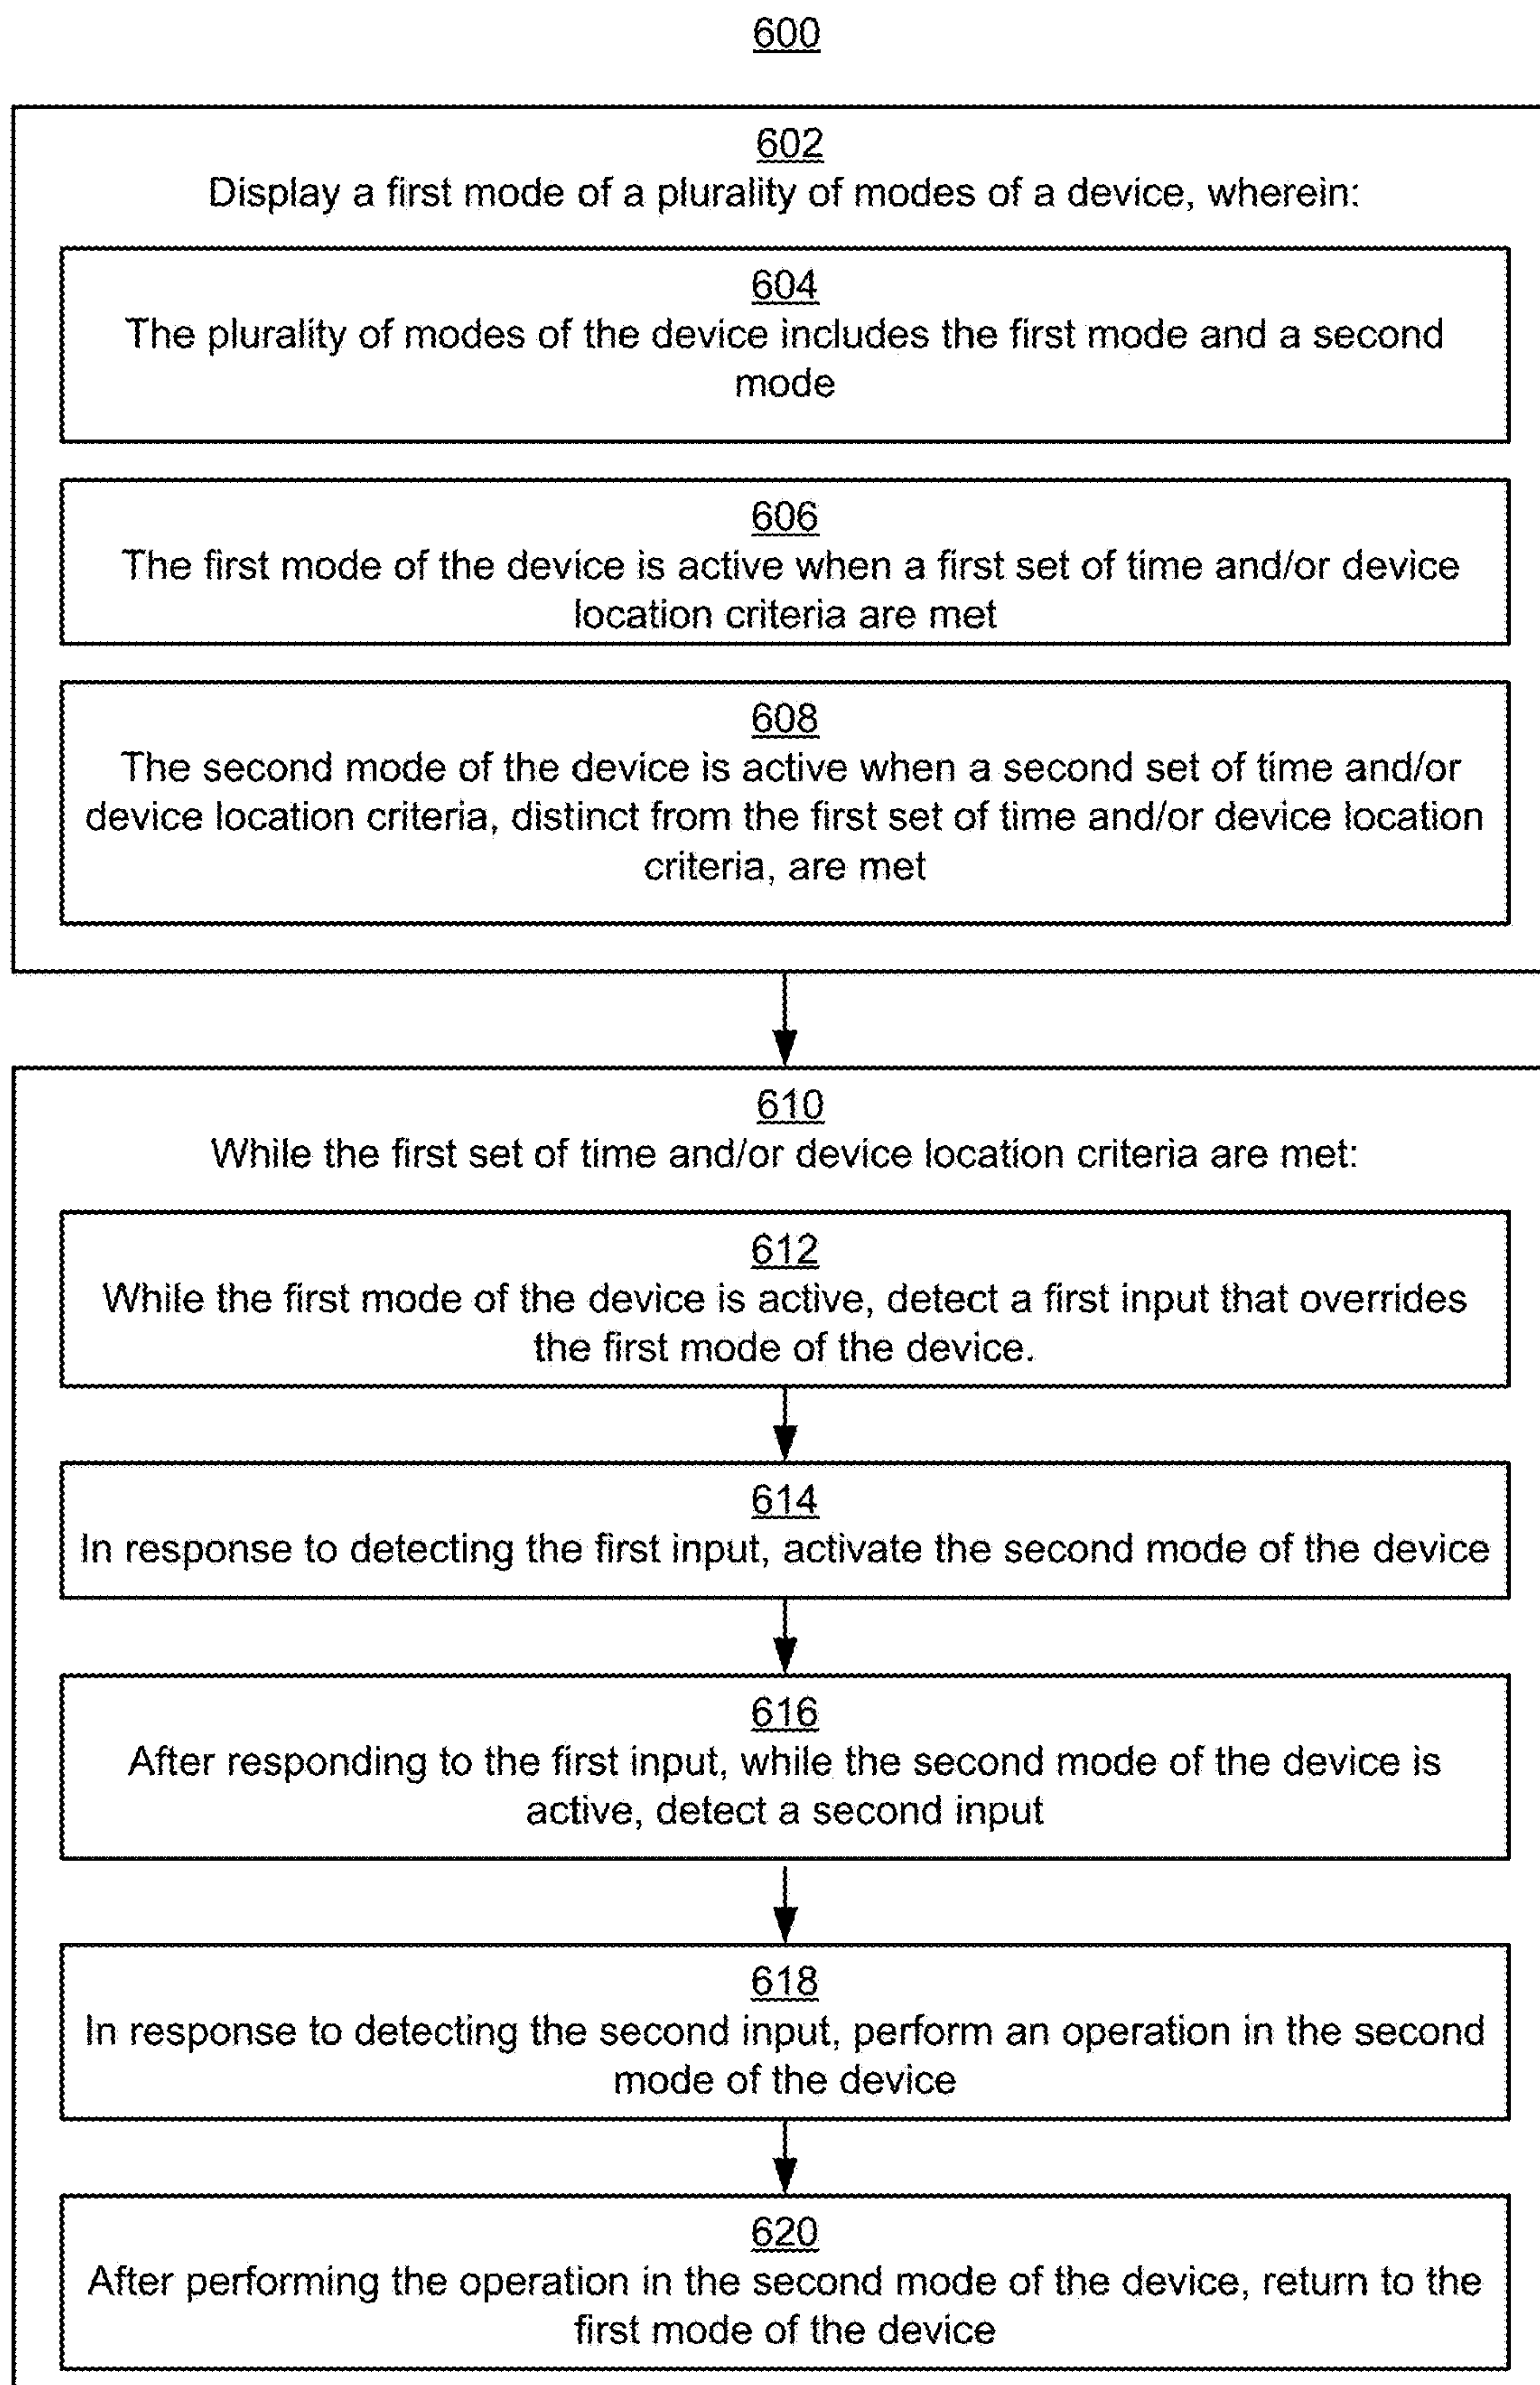 600
602
Display a first mode of a plurality of modes of a device, wherein:
604
The plurality of modes of the device includes the first mode and a second
mode
606
The first mode of the device is active when a first set of time and/or device
location criteria are met
608
The second mode of the device is active when a second set of time and/or
device location criteria, distinct from the first set of time and/or device location
criteria, are met
610
While the first set of time and/or device location criteria are met:
612
While the first mode of the device is active, detect a first input that overrides
the first mode of the device.
614
In response to detecting the first input, activate the second mode of the device
616
After responding to the first input, while the second mode of the device is
active, detect a second input
618
In response to detecting the second input, perform an operation in the second
mode of the device
620
After performing the operation in the second mode of the device, return to the
first mode of the device